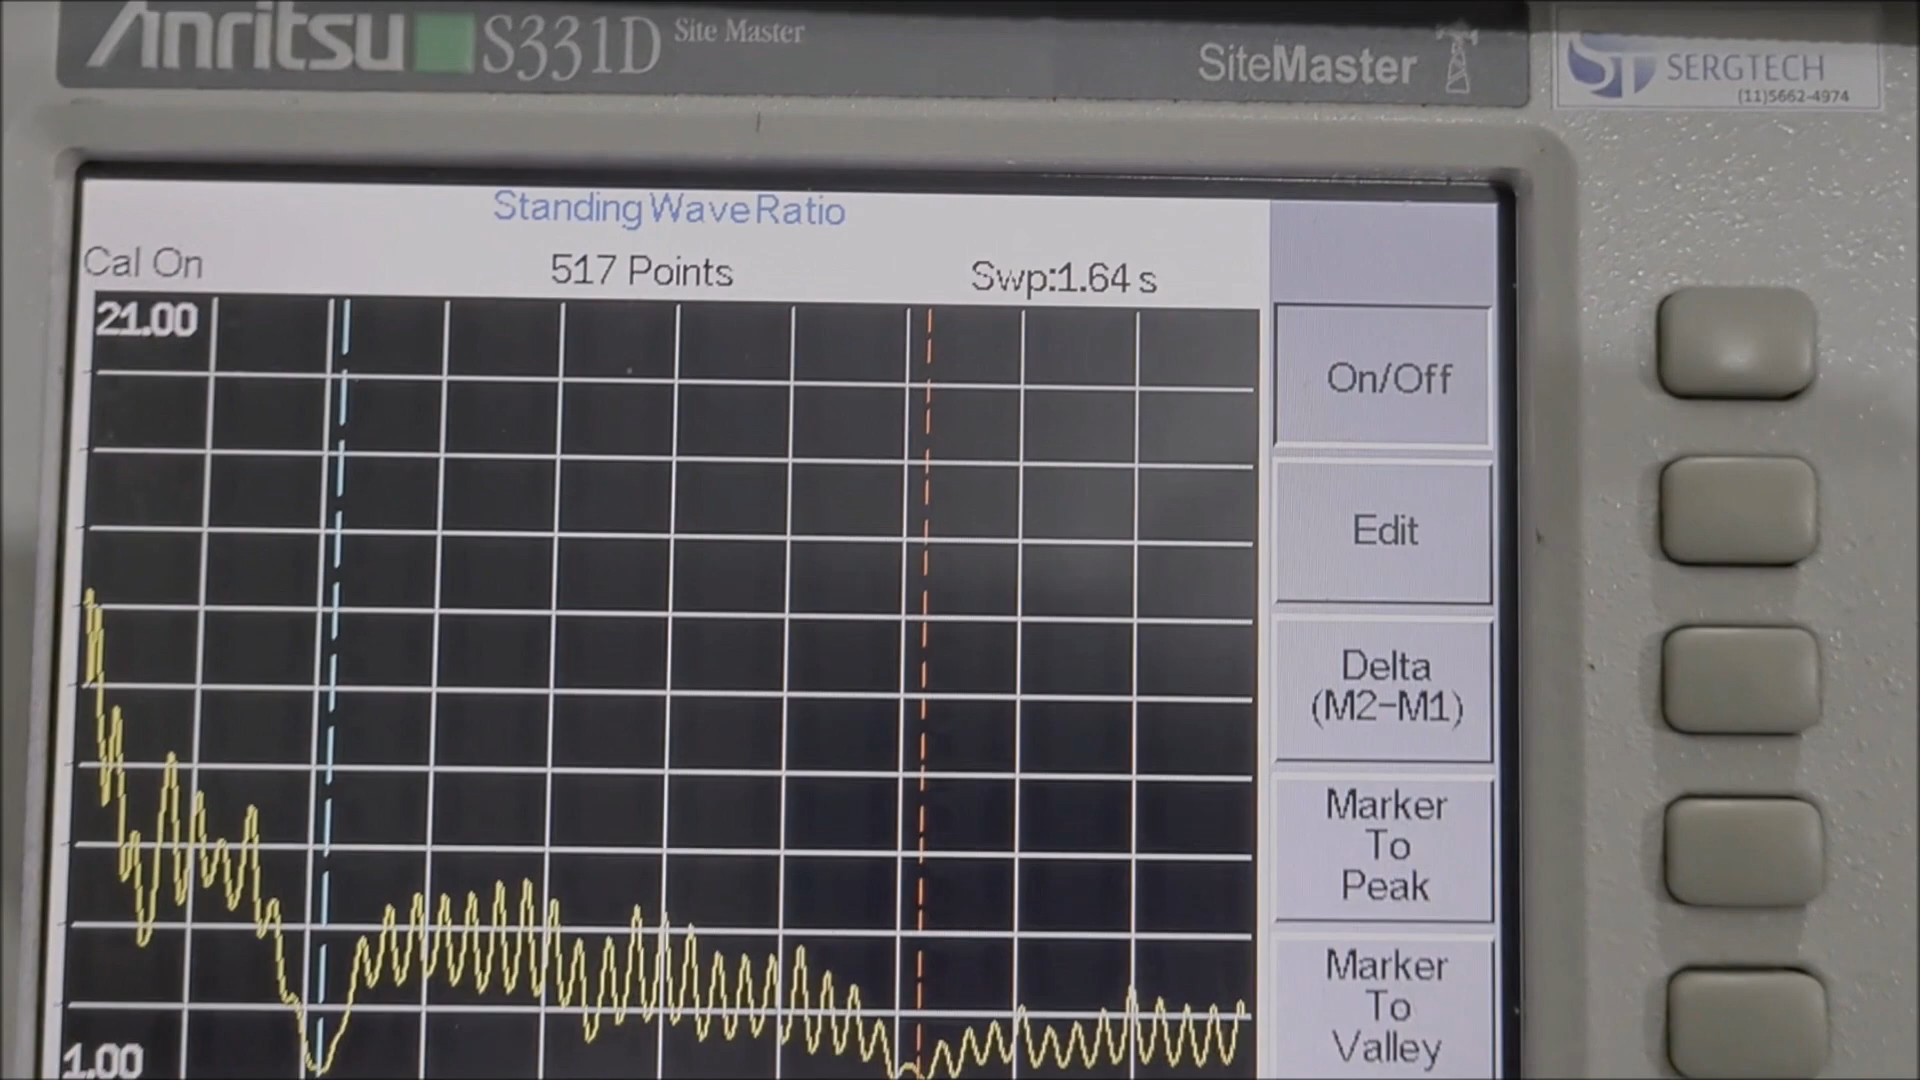 Anritsu S331D Site Master
SiteMaster
ST SERGTECH
(11)5662-4974
Standing Wave Ratio
Cal On
517 Points
Swp:1.64 s
21.00
1.00
On/Off
Edit
Delta
(M2-M1)
Marker
To
Peak
Marker
To
Valley